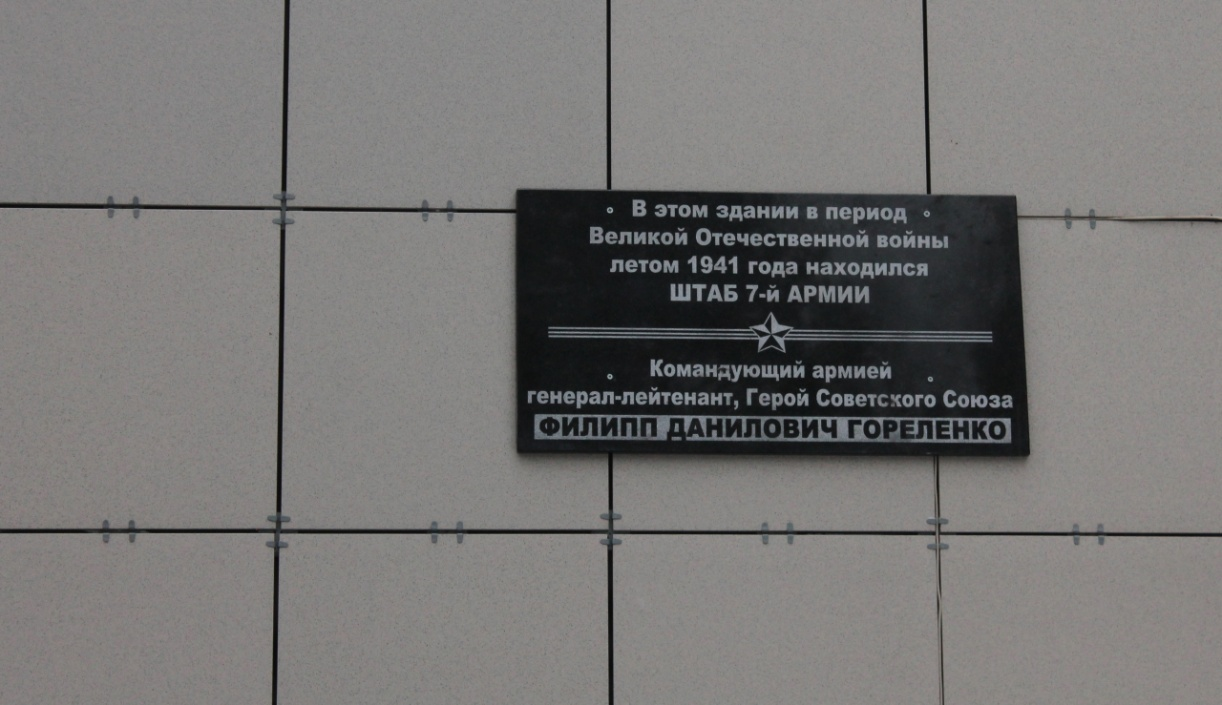 В этом здании в период
Великой Отечественной войны
летом 1941 года находился
ШТАБ 7-й АРМИИ
Командующий армией
генерал-лейтенант, Герой Советского Союза
ФИЛИПП ДАНИЛОВИЧ ГОРЕЛЕНКО